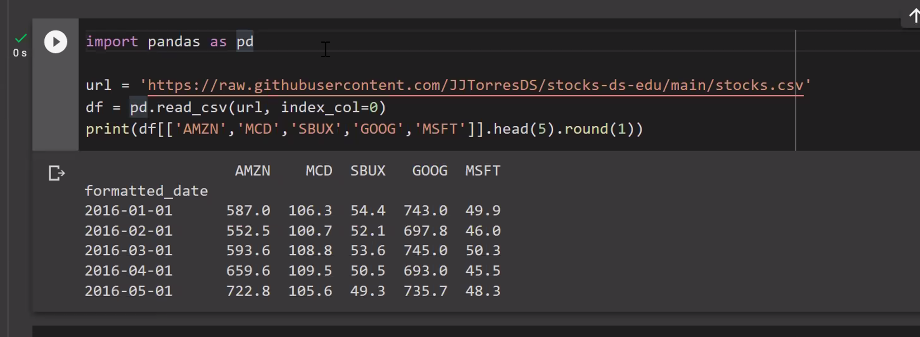 import pandas as pd
0 s
url = 'https://raw.githubusercontent.com/JJTorresDS/stocks-ds-edu/main/stocks.csv'
df = pd.read_csv(url, index_col=0)
print(df[['AMZN','MCD','SBUX','GOOG','MSFT']].head(5).round(1))
AMZN MCD SBUX GOOG MSFT
formatted_date
2016-01-01 587.0 106.3 54.4 743.0 49.9
2016-02-01 552.5 100.7 52.1 697.8 46.0
2016-03-01 593.6 108.8 53.6 745.0 50.3
2016-04-01 659.6 109.5 50.5 693.0 45.5
2016-05-01 722.8 105.6 49.3 735.7 48.3